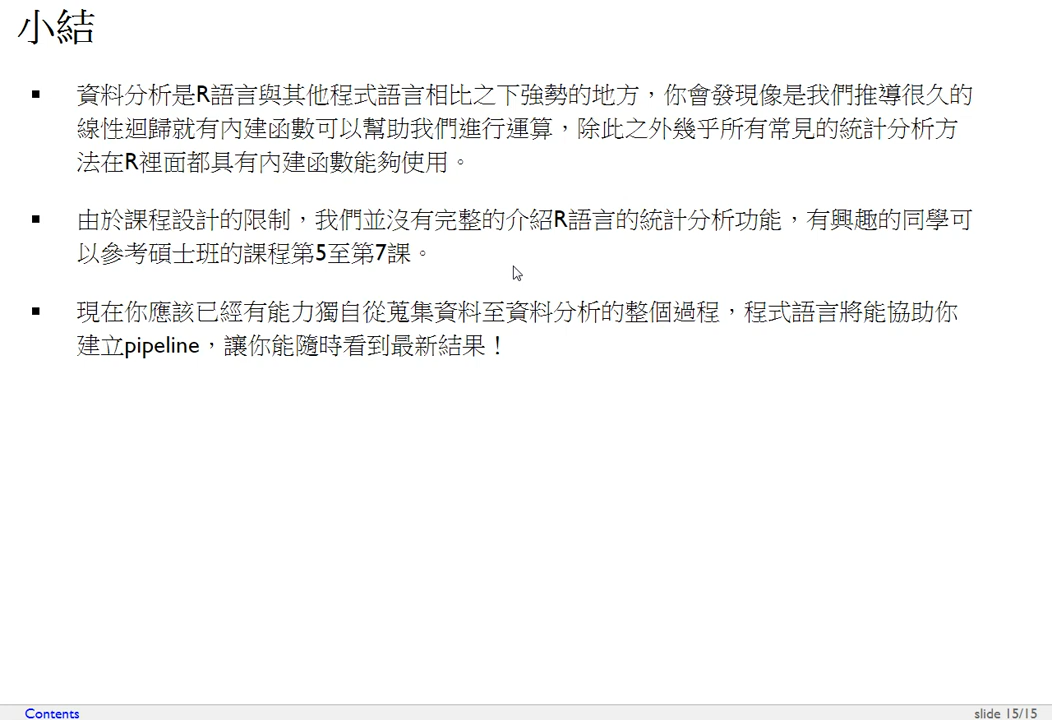 小結
▪ 資料分析是R語言與其他程式語言相比之下強勢的地方，你會發現像是我們推導很久的
線性迴歸就有內建函數可以幫助我們進行運算，除此之外幾乎所有常見的統計分析方
法在R裡面都具有內建函數能夠使用。
▪ 由於課程設計的限制，我們並沒有完整的介紹R語言的統計分析功能，有興趣的同學可
以參考碩士班的課程第5至第7課。
▪ 現在你應該已經有能力獨自從蒐集資料至資料分析的整個過程，程式語言將能協助你
建立pipeline，讓你能隨時看到最新結果！
Contents
slide 15/15